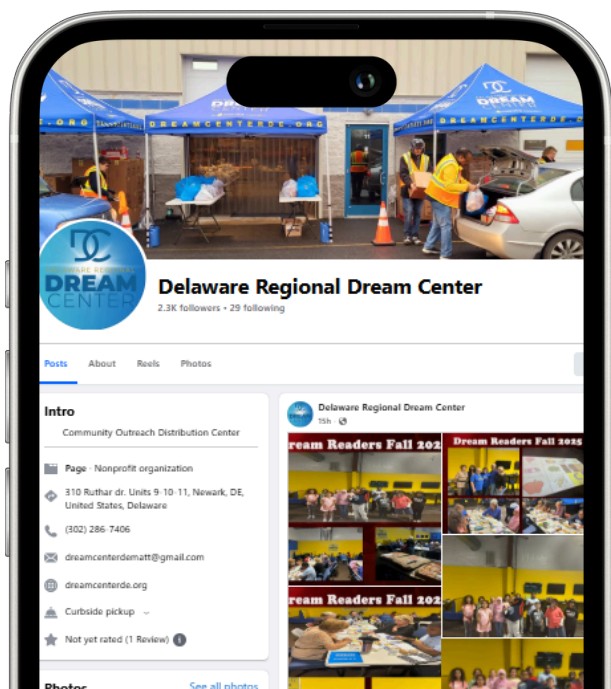 DREAM
CENTER
DREAMCENTERDE.ORG
DREAM
CENTER
DREAMCENTERDE
DC
DELAWARE REGIONAL
DREAM
CENTER
Delaware Regional Dream Center
2.3K followers • 29 following
Posts
About
Reels
Photos
Intro
Community Outreach Distribution Center
Page · Nonprofit organization
310 Ruthar dr. Units 9-10-11, Newark, DE,
United States, Delaware
(302) 286-7406
dreamcenterdematt@gmail.com
dreamcenterde.org
Curbside pickup
Not yet rated (1 Review)
Photos
See all photos
Delaware Regional Dream Center
15h ·
ream Readers Fall 202
Dream Readers Fall 2025
ream Readers Fall 202